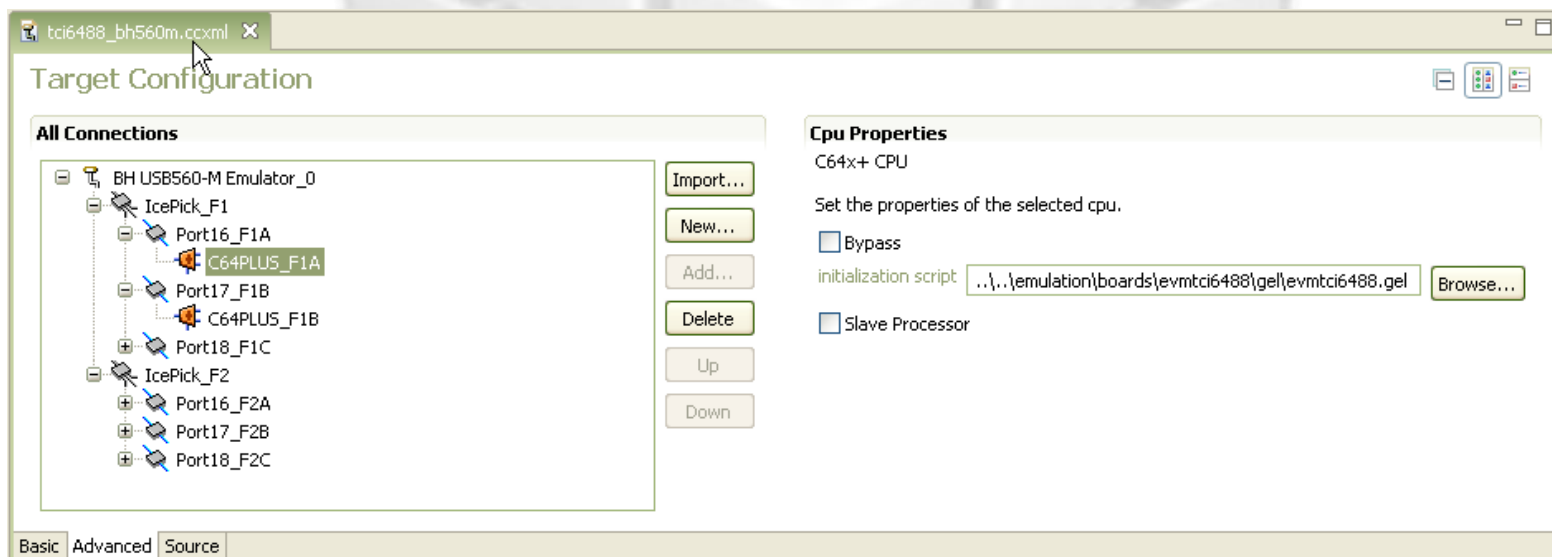 tci6488_bh560m.ccxml
Target Configuration
All Connections
BH USB560-M Emulator_0
IcePick_F1
Port16_F1A
C64PLUS_F1A
Port17_F1B
C64PLUS_F1B
Port18_F1C
IcePick_F2
Port16_F2A
Port17_F2B
Port18_F2C
Import...
New...
Add...
Delete
Up
Down
Cpu Properties
C64x+ CPU
Set the properties of the selected cpu.
Bypass
initialization script ..\..\emulation\boards\evmtci6488\gel\evmtci6488.gel Browse...
Slave Processor
Basic Advanced Source